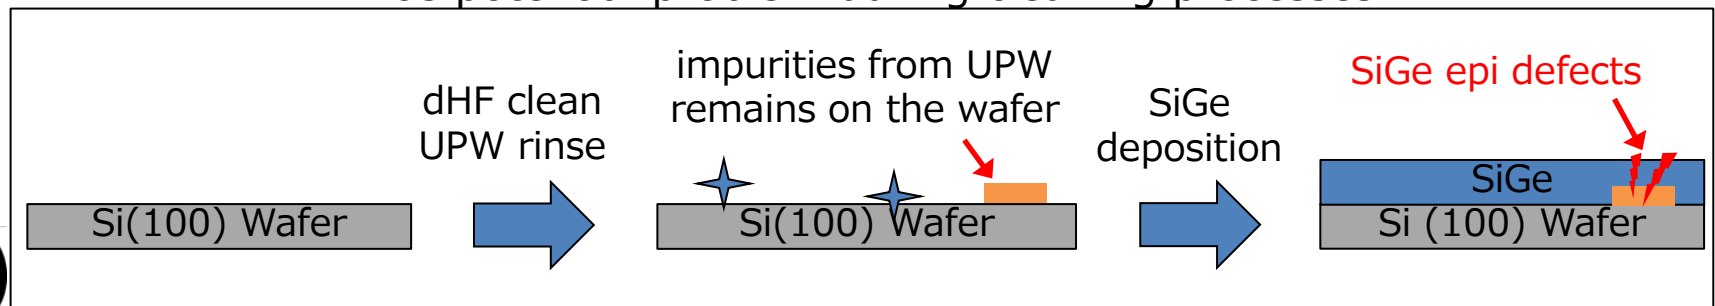 Si(100) Wafer
dHF clean
UPW rinse
impurities from UPW
remains on the wafer
Si(100) Wafer
SiGe
deposition
SiGe epi defects
SiGe
Si (100) Wafer